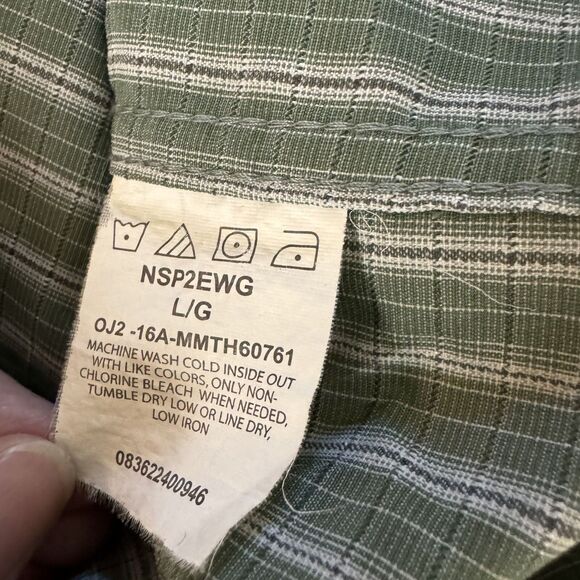 NSP2EWG
L/G
OJ2 -16A-MMTH60761
MACHINE WASH COLD INSIDE OUT
WITH LIKE COLORS, ONLY NON-
CHLORINE BLEACH WHEN NEEDED,
TUMBLE DRY LOW OR LINE DRY,
LOW IRON
083622400946